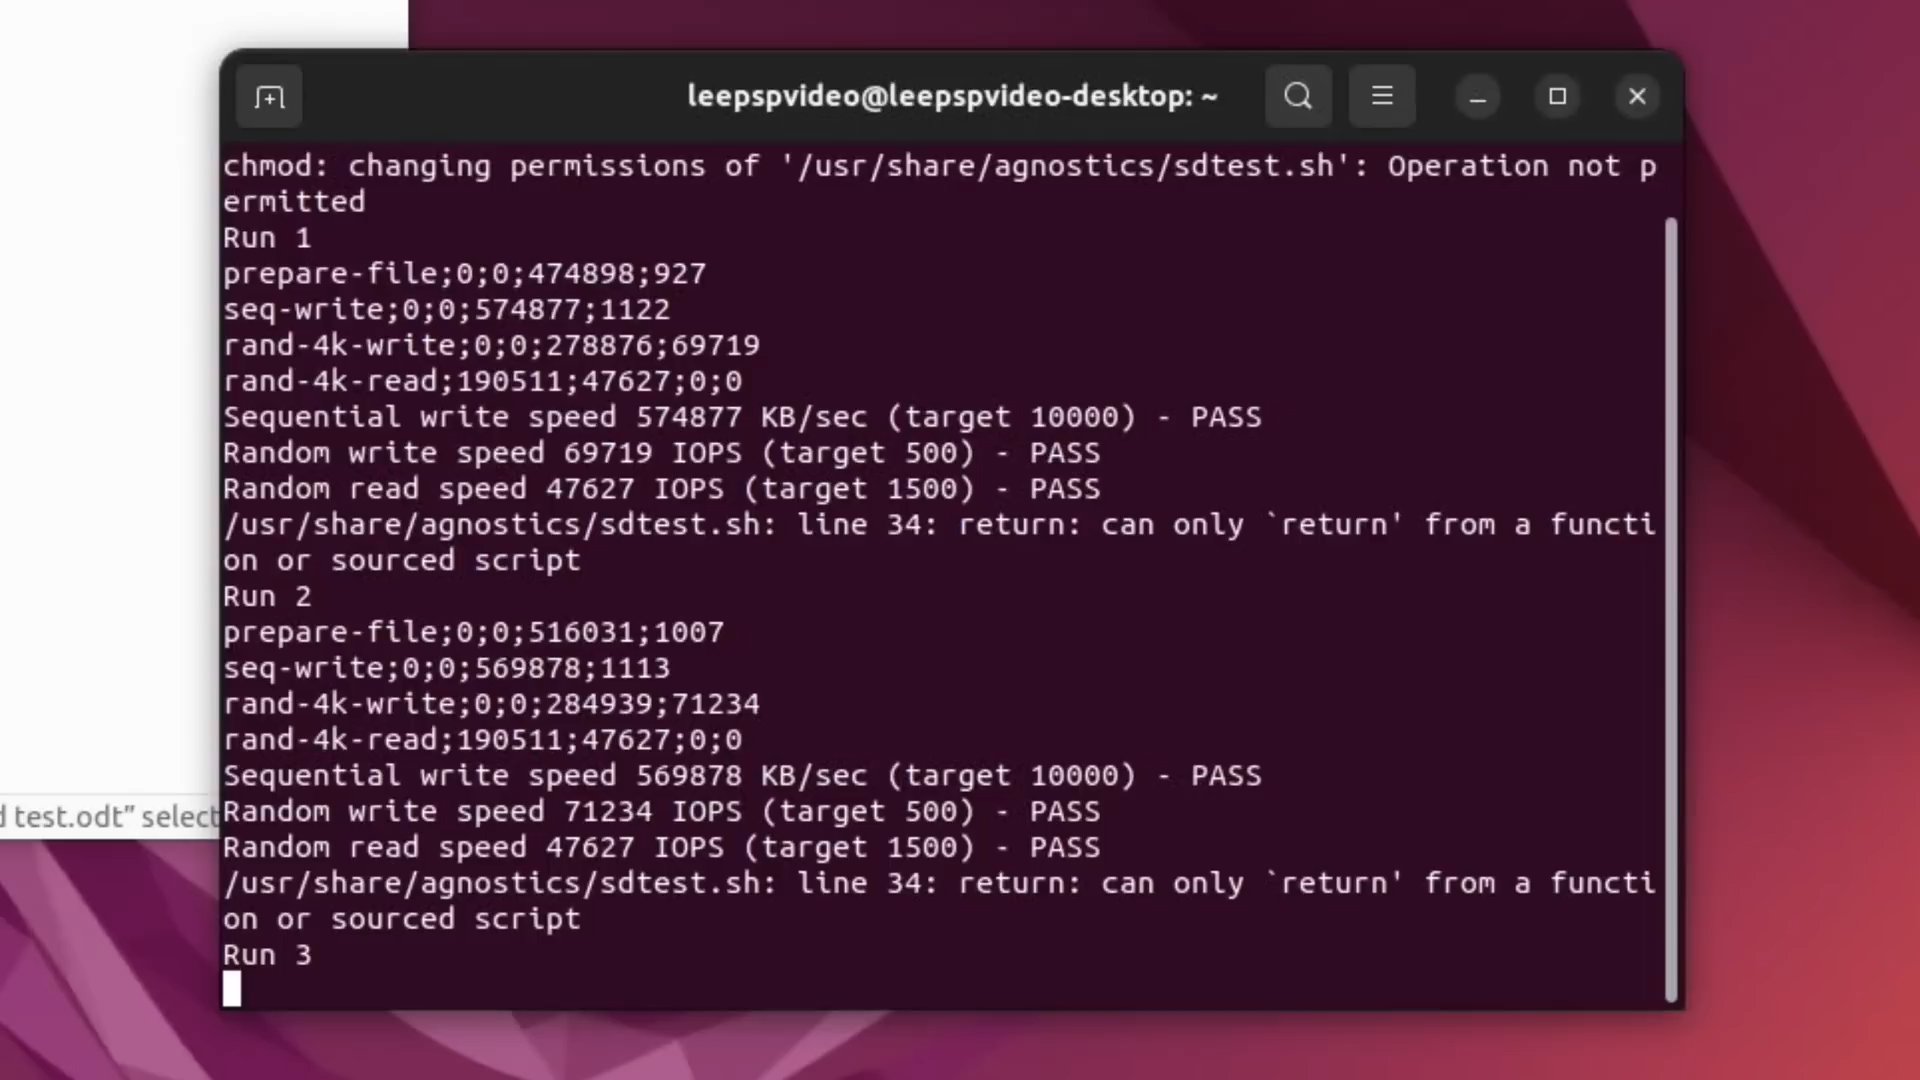 leepspvideo@leepspvideo-desktop: ~
chmod: changing permissions of '/usr/share/agnostics/sdtest.sh': Operation not p
ermitted
Run 1
prepare-file;0;0;474898;927
seq-write;0;0;574877;1122
rand-4k-write;0;0;278876;69719
rand-4k-read;190511;47627;0;0
Sequential write speed 574877 KB/sec (target 10000) - PASS
Random write speed 69719 IOPS (target 500) - PASS
Random read speed 47627 IOPS (target 1500) - PASS
/usr/share/agnostics/sdtest.sh: line 34: return: can only `return' from a functi
on or sourced script
Run 2
prepare-file;0;0;516031;1007
seq-write;0;0;569878;1113
rand-4k-write;0;0;284939;71234
rand-4k-read;190511;47627;0;0
Sequential write speed 569878 KB/sec (target 10000) - PASS
Random write speed 71234 IOPS (target 500) - PASS
Random read speed 47627 IOPS (target 1500) - PASS
d test.odt” select
/usr/share/agnostics/sdtest.sh: line 34: return: can only `return' from a functi
on or sourced script
Run 3